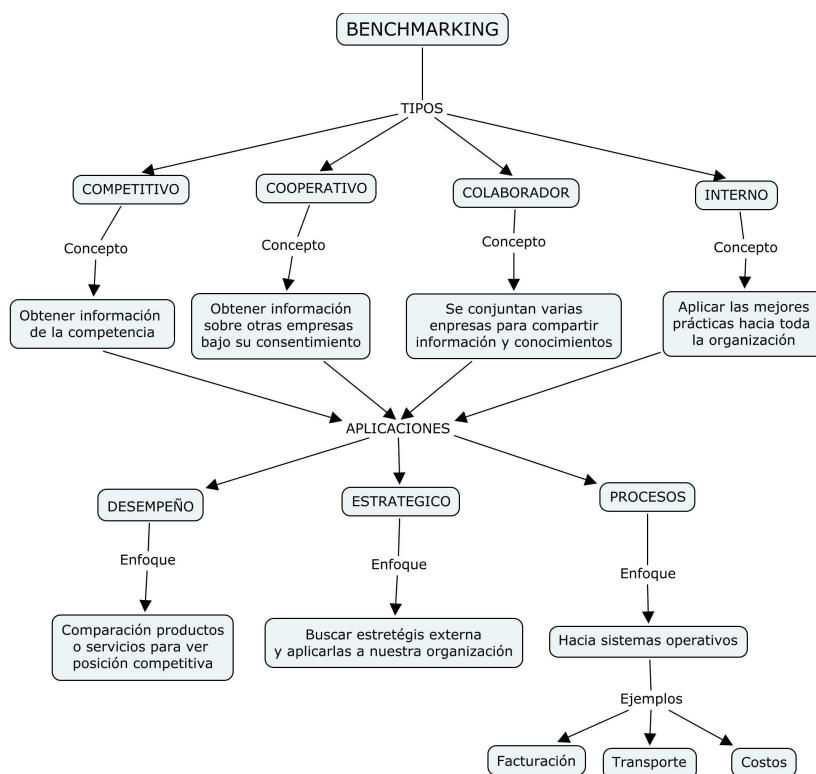 BENCHMARKING
TIPOS
COMPETITIVO
COOPERATIVO
COLABORADOR
INTERNO
Concepto
Concepto
Concepto
Concepto
Obtener información
de la competencia
Obtener información
sobre otras empresas
bajo su consentimiento
Se conjuntan varias
enpresas para compartir
información y conocimientos
Aplicar las mejores
prácticas hacia toda
la organización
APLICACIONES
DESEMPEÑO
ESTRATEGICO
PROCESOS
Enfoque
Enfoque
Enfoque
Comparación productos
o servicios para ver
posición competitiva
Buscar estretégis externa
y aplicarlas a nuestra organización
Hacia sistemas operativos
Ejemplos
Facturación
Transporte
Costos